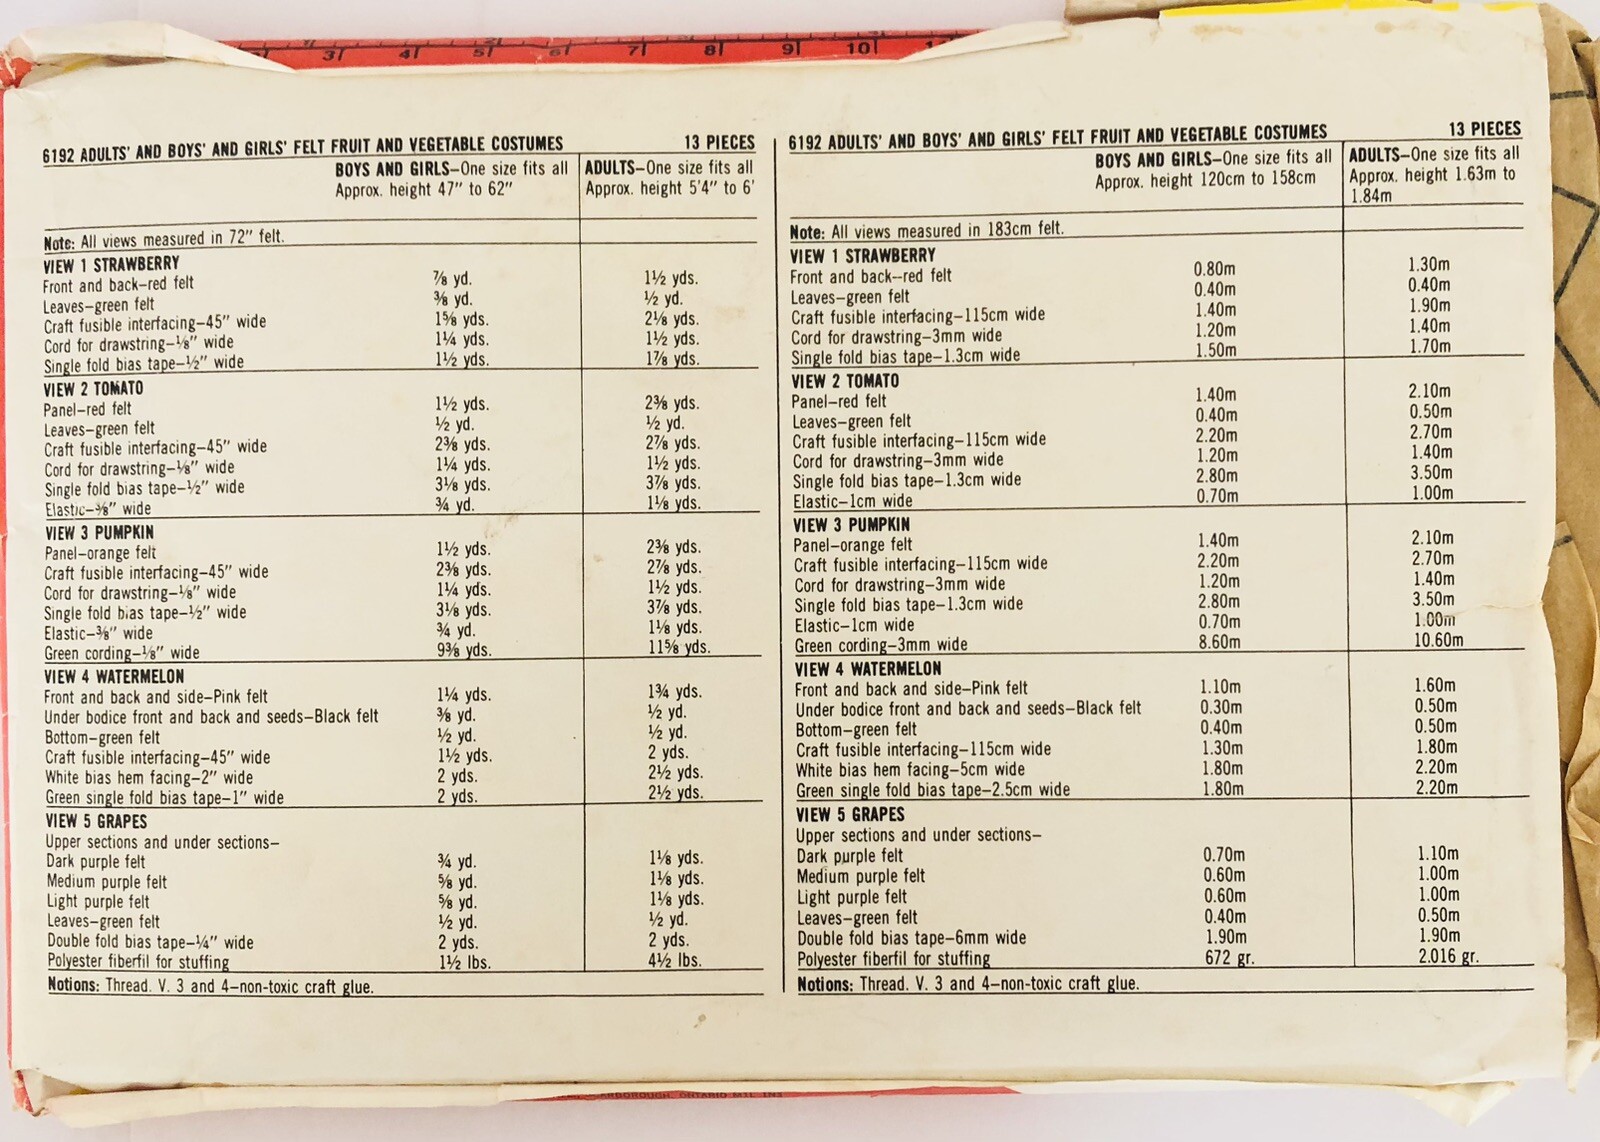 3 4 5 6 7 8 9 10
6192 ADULTS' AND BOYS' AND GIRLS' FELT FRUIT AND VEGETABLE COSTUMES 13 PIECES
BOYS AND GIRLS–One size fits all ADULTS–One size fits all
Approx. height 47" to 62" Approx. height 5'4" to 6'
Note: All views measured in 72" felt.
VIEW 1 STRAWBERRY
Front and back–red felt ⅞ yd. 1½ yds.
Leaves–green felt ⅜ yd. ½ yd.
Craft fusible interfacing–45" wide 1⅝ yds. 2⅛ yds.
Cord for drawstring–⅛" wide 1¼ yds. 1½ yds.
Single fold bias tape–½" wide 1½ yds. 1⅞ yds.
VIEW 2 TOMATO
Panel–red felt 1½ yds. 2⅜ yds.
Leaves–green felt ½ yd. ½ yd.
Craft fusible interfacing–45" wide 2⅜ yds. 2⅞ yds.
Cord for drawstring–⅛" wide 1¼ yds. 1½ yds.
Single fold bias tape–½" wide 3⅛ yds. 3⅞ yds.
Elastic–⅜" wide ¾ yd. 1⅛ yds.
VIEW 3 PUMPKIN
Panel–orange felt 1½ yds. 2⅜ yds.
Craft fusible interfacing–45" wide 2⅜ yds. 2⅞ yds.
Cord for drawstring–⅛" wide 1¼ yds. 1½ yds.
Single fold bias tape–½" wide 3⅛ yds. 3⅞ yds.
Elastic–⅜" wide ¾ yd. 1⅛ yds.
Green cording–⅛" wide 9⅜ yds. 11⅝ yds.
VIEW 4 WATERMELON
Front and back and side–Pink felt 1¼ yds. 1¾ yds.
Under bodice front and back and seeds–Black felt ⅜ yd. ½ yd.
Bottom–green felt ½ yd. ½ yd.
Craft fusible interfacing–45" wide 1½ yds. 2 yds.
White bias hem facing–2" wide 2 yds. 2½ yds.
Green single fold bias tape–1" wide 2 yds. 2½ yds.
VIEW 5 GRAPES
Upper sections and under sections–
Dark purple felt ¾ yd. 1⅛ yds.
Medium purple felt ⅝ yd. 1⅛ yds.
Light purple felt ⅝ yd. 1⅛ yds.
Leaves–green felt ½ yd. ½ yd.
Double fold bias tape–¼" wide 2 yds. 2 yds.
Polyester fiberfil for stuffing 1½ lbs. 4½ lbs.
Notions: Thread. V. 3 and 4–non-toxic craft glue.
6192 ADULTS' AND BOYS' AND GIRLS' FELT FRUIT AND VEGETABLE COSTUMES 13 PIECES
BOYS AND GIRLS–One size fits all ADULTS–One size fits all
Approx. height 120cm to 158cm Approx. height 1.63m to
1.84m
Note: All views measured in 183cm felt.
VIEW 1 STRAWBERRY
Front and back–red felt 0.80m 1.30m
Leaves–green felt 0.40m 0.40m
Craft fusible interfacing–115cm wide 1.40m 1.90m
Cord for drawstring–3mm wide 1.20m 1.40m
Single fold bias tape–1.3cm wide 1.50m 1.70m
VIEW 2 TOMATO
Panel–red felt 1.40m 2.10m
Leaves–green felt 0.40m 0.50m
Craft fusible interfacing–115cm wide 2.20m 2.70m
Cord for drawstring–3mm wide 1.20m 1.40m
Single fold bias tape–1.3cm wide 2.80m 3.50m
Elastic–1cm wide 0.70m 1.00m
VIEW 3 PUMPKIN
Panel–orange felt 1.40m 2.10m
Craft fusible interfacing–115cm wide 2.20m 2.70m
Cord for drawstring–3mm wide 1.20m 1.40m
Single fold bias tape–1.3cm wide 2.80m 3.50m
Elastic–1cm wide 0.70m 1.00m
Green cording–3mm wide 8.60m 10.60m
VIEW 4 WATERMELON
Front and back and side–Pink felt 1.10m 1.60m
Under bodice front and back and seeds–Black felt 0.30m 0.50m
Bottom–green felt 0.40m 0.50m
Craft fusible interfacing–115cm wide 1.30m 1.80m
White bias hem facing–5cm wide 1.80m 2.20m
Green single fold bias tape–2.5cm wide 1.80m 2.20m
VIEW 5 GRAPES
Upper sections and under sections–
Dark purple felt 0.70m 1.10m
Medium purple felt 0.60m 1.00m
Light purple felt 0.60m 1.00m
Leaves–green felt 0.40m 0.50m
Double fold bias tape–6mm wide 1.90m 1.90m
Polyester fiberfil for stuffing 672 gr. 2.016 gr.
Notions: Thread. V. 3 and 4–non-toxic craft glue.
ONTARIO